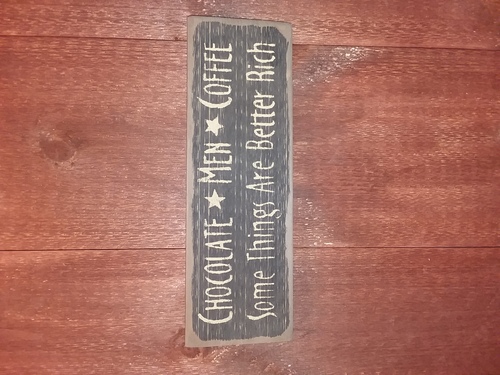 CHOCOLATE ★ MEN ★ COFFEE
Some Things Are Better Rich